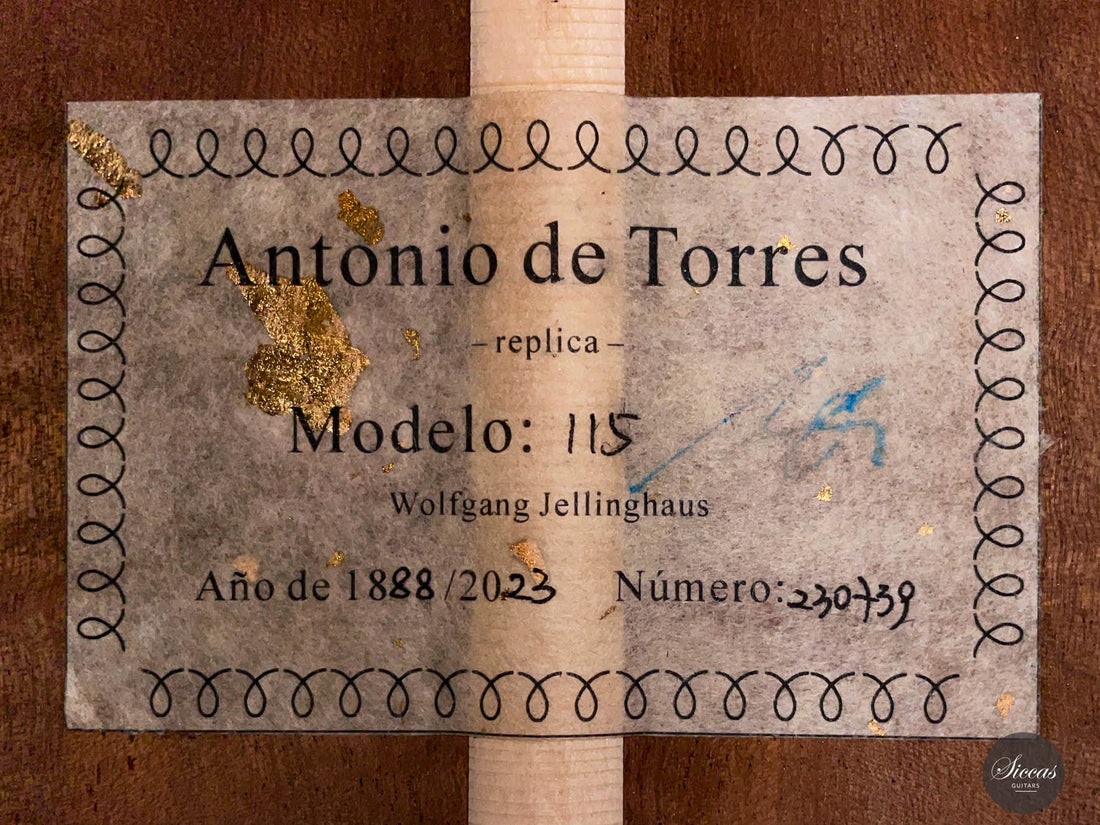 Antonio de Torres
– replica –
Modelo: 115
Wolfgang Jellinghaus
Año de 1888 /2023 Número: 230739
Siccas
GUITARS